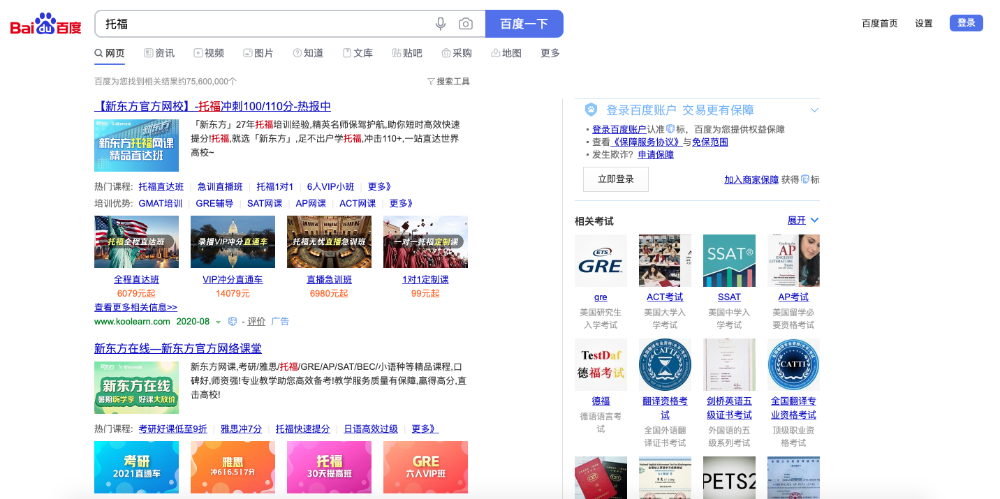 Bai du 百度
托福
百度一下
百度首页 设置 登录
网页 资讯 视频 图片 知道 文库 贴吧 采购 地图 更多
百度为您找到相关结果约75,600,000个
搜索工具
【新东方官方网校】-托福冲刺100/110分-热报中
新东方
新东方托福网课
精品直达班
「新东方」27年托福培训经验,精英名师保驾护航,助你短时高效快速
提分!托福,就选「新东方」,足不出户学托福,冲击110+,一站直达世界
高校~
热门课程: 托福直达班 急训直播班 托福1对1 6人VIP小班 更多》
培训优势: GMAT培训 GRE辅导 SAT网课 AP网课 ACT网课 更多》
托福全程直达班
录播VIP冲分直通车
托福无忧直播急训班
一对一托福定制课
全程直达班 VIP冲分直通车 直播急训班 1对1定制课
6079元起 14079元 6980元起 99元起
查看更多相关信息>>
www.koolearn.com 2020-08 保 - 评价 广告
新东方在线—新东方官方网络课堂
新东方在线
暑期嗨学季 好课大放价
新东方网课,考研/雅思/托福/GRE/AP/SAT/BEC/小语种等精品课程,口
碑好,师资强!专业教学助您高效备考!教学服务质量有保障,赢得高分,直
击高校!
热门课程: 考研好课低至9折 雅思冲7分 托福快速提分 日语高效过级 更多》
考研
2021直通车
雅思
冲6 | 6.5 | 7分
托福
30天提高班
GRE
六人VIP班
登录百度账户 交易更有保障
登录百度账户认准保标，百度为您提供权益保障
查看《保障服务协议》与免保范围
发生欺诈？申请保障
立即登录
加入商家保障 获得保标
相关考试
展开
ETS
GRE
SSAT®
Cracking the
AP
ENGLISH
LITERATURE
Exam
gre ACT考试 SSAT AP考试
美国研究生
入学考试
美国大学入
学考试
美国中学入
学考试
美国留学必
要资格考试
TestDaf
德福考试
CATTI
CATTI
德福
翻译资格考
试
剑桥英语五
级证书考试
全国翻译专
业资格考试
德语语言考
试
全国外语翻
译证书考试
外国语的五
级系列考试
顶级职业资
格考试
PETS2